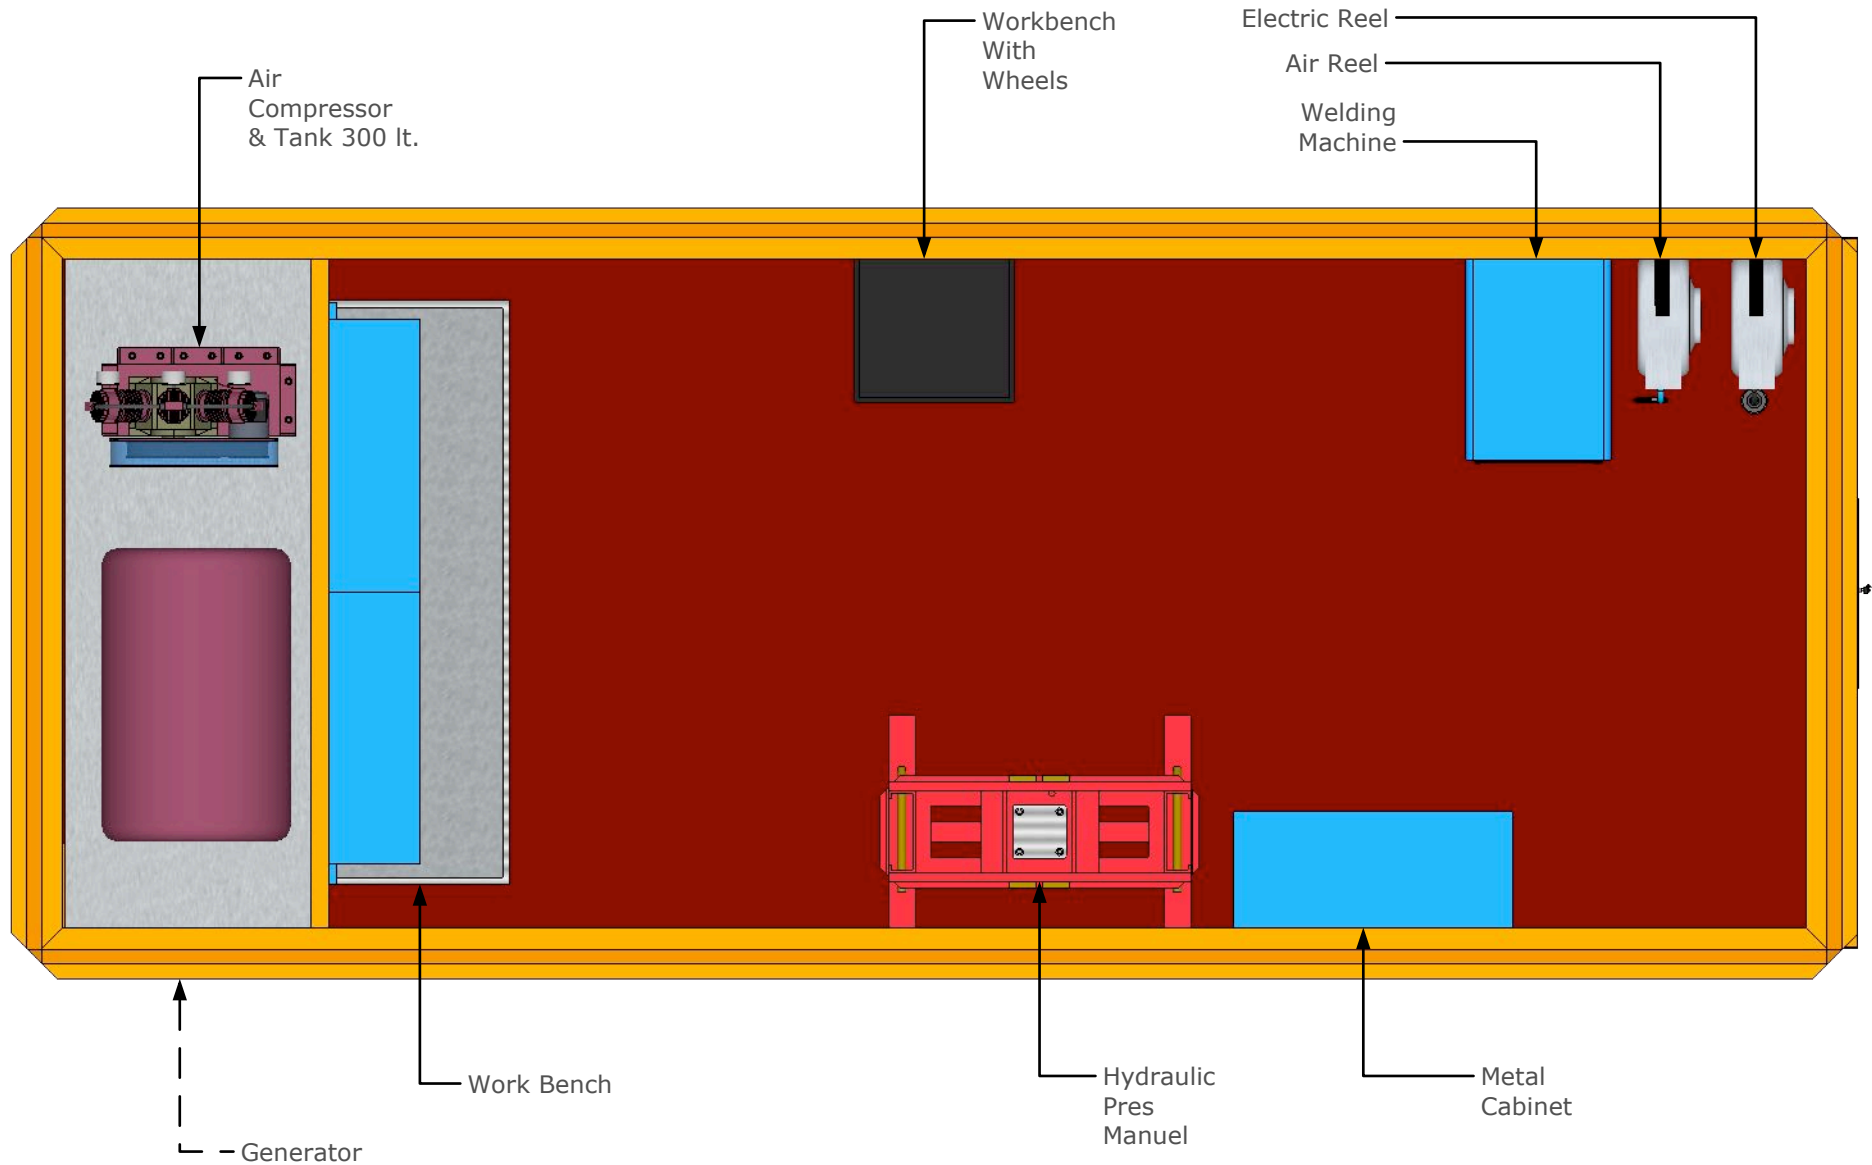 Air
Compressor
& Tank 300 lt.
Workbench
With
Wheels
Electric Reel
Air Reel
Welding
Machine
Work Bench
Generator
Hydraulic
Pres
Manuel
Metal
Cabinet